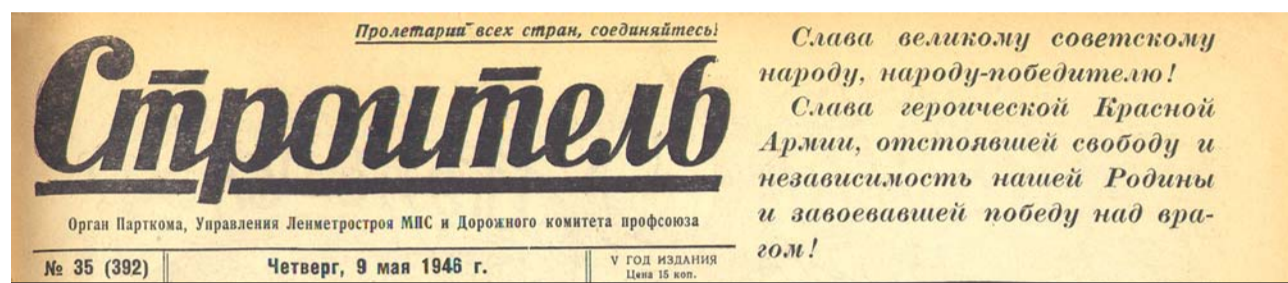 Пролетарии всех стран, соединяйтесь!
Строитель
Орган Парткома, Управления Ленметростроя МПС и Дорожного комитета профсоюза
№ 35 (392)
Четверг, 9 мая 1946 г.
V ГОД ИЗДАНИЯ
Цена 15 коп.
Слава великому советскому
народу, народу-победителю!
Слава героической Красной
Армии, отстоявшей свободу и
независимость нашей Родины
и завоевавшей победу над вра-
гом!